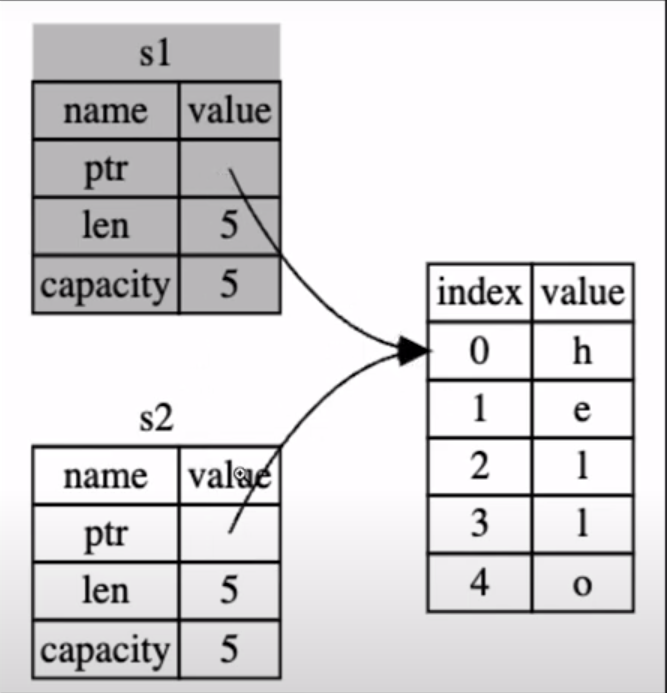 s1
name value
ptr
len 5
capacity 5
s2
name value
ptr
len 5
capacity 5
index value
0 h
1 e
2 l
3 l
4 o